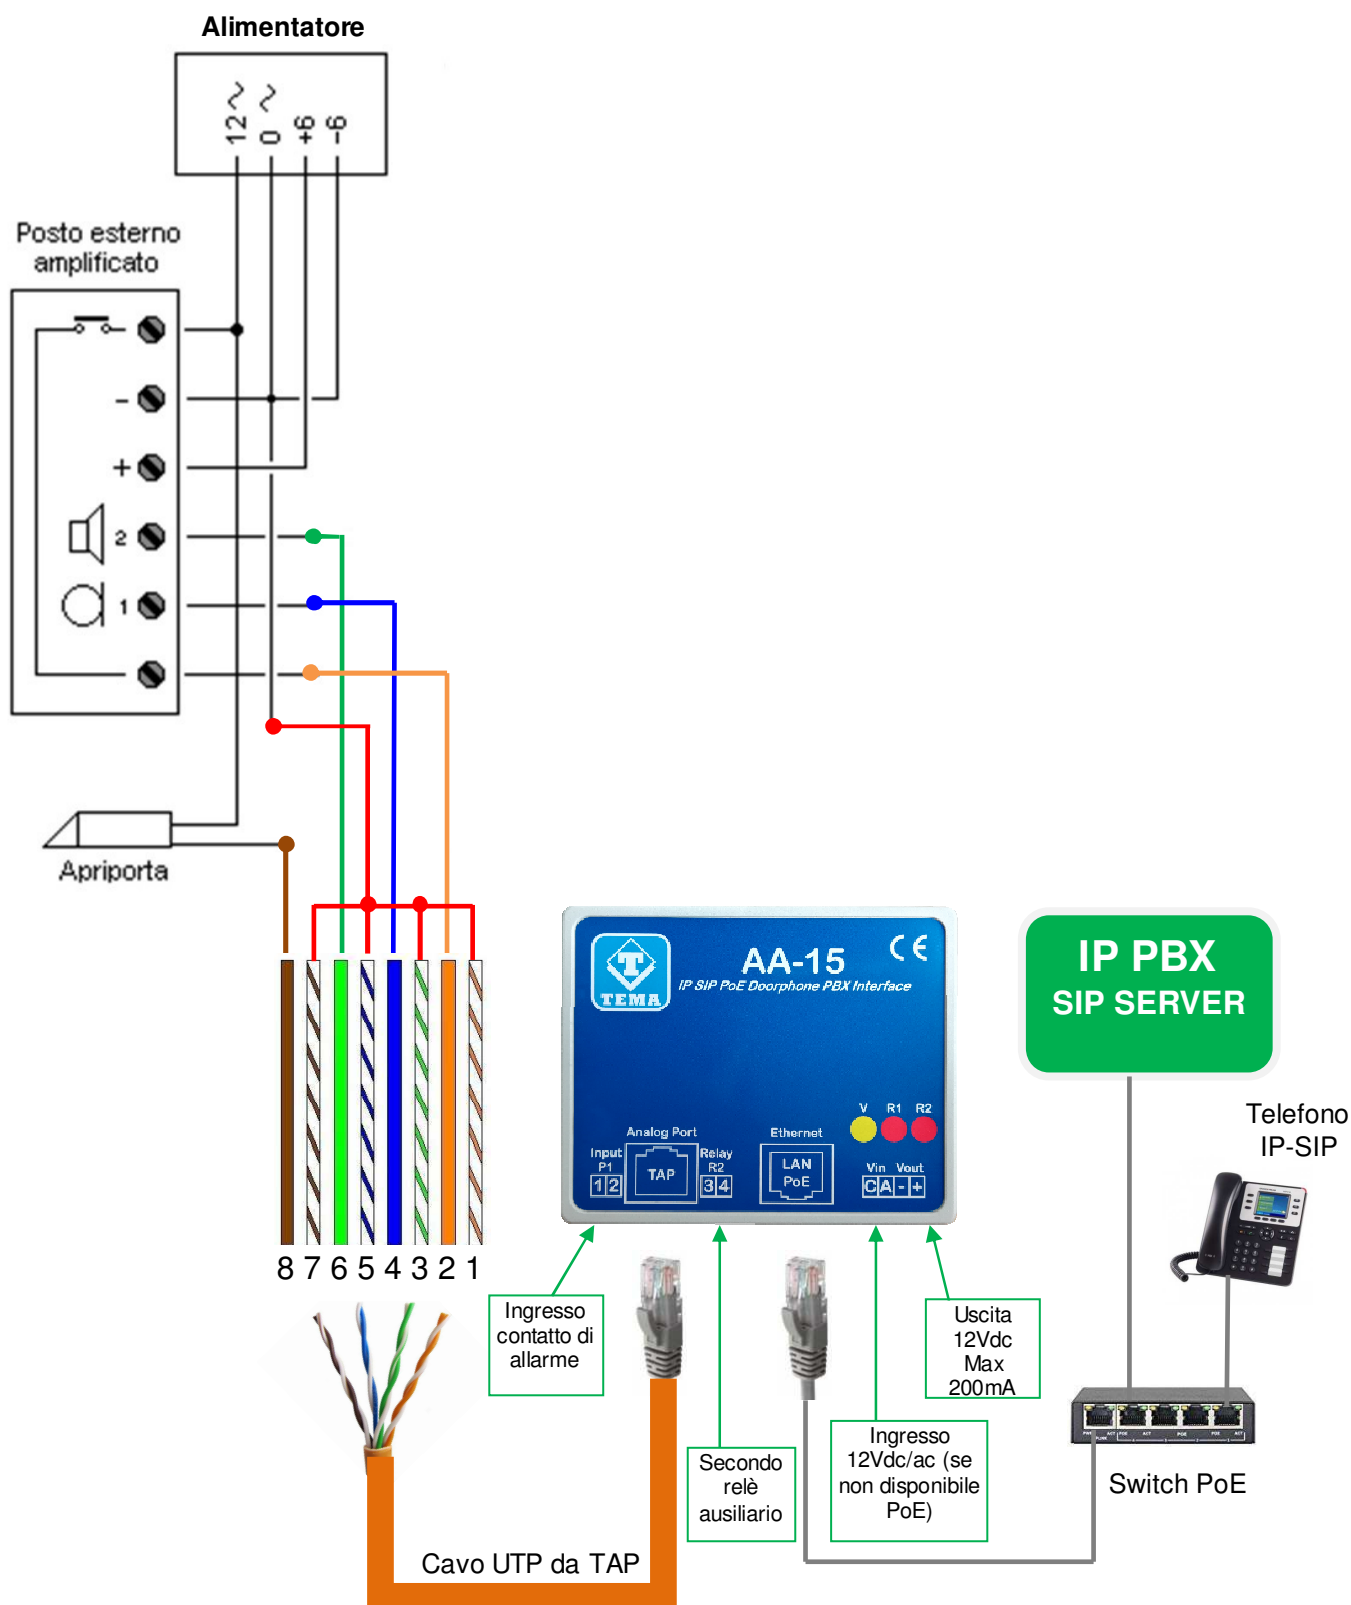 Alimentatore
12 ~
0 ~
+6
-6
Posto esterno
amplificato
-
+
2
1
Apriporta
8 7 6 5 4 3 2 1
TEMA
AA-15
CE
IP SIP PoE Doorphone PBX Interface
V R1 R2
Analog Port
Ethernet
Input
P1
1 2
TAP
Relay
R2
3 4
LAN
PoE
Vin Vout
C A - +
IP PBX
SIP SERVER
Telefono
IP-SIP
Ingresso
contatto di
allarme
Uscita
12Vdc
Max
200mA
Secondo
relè
ausiliario
Ingresso
12Vdc/ac (se
non disponibile
PoE)
Switch PoE
Cavo UTP da TAP